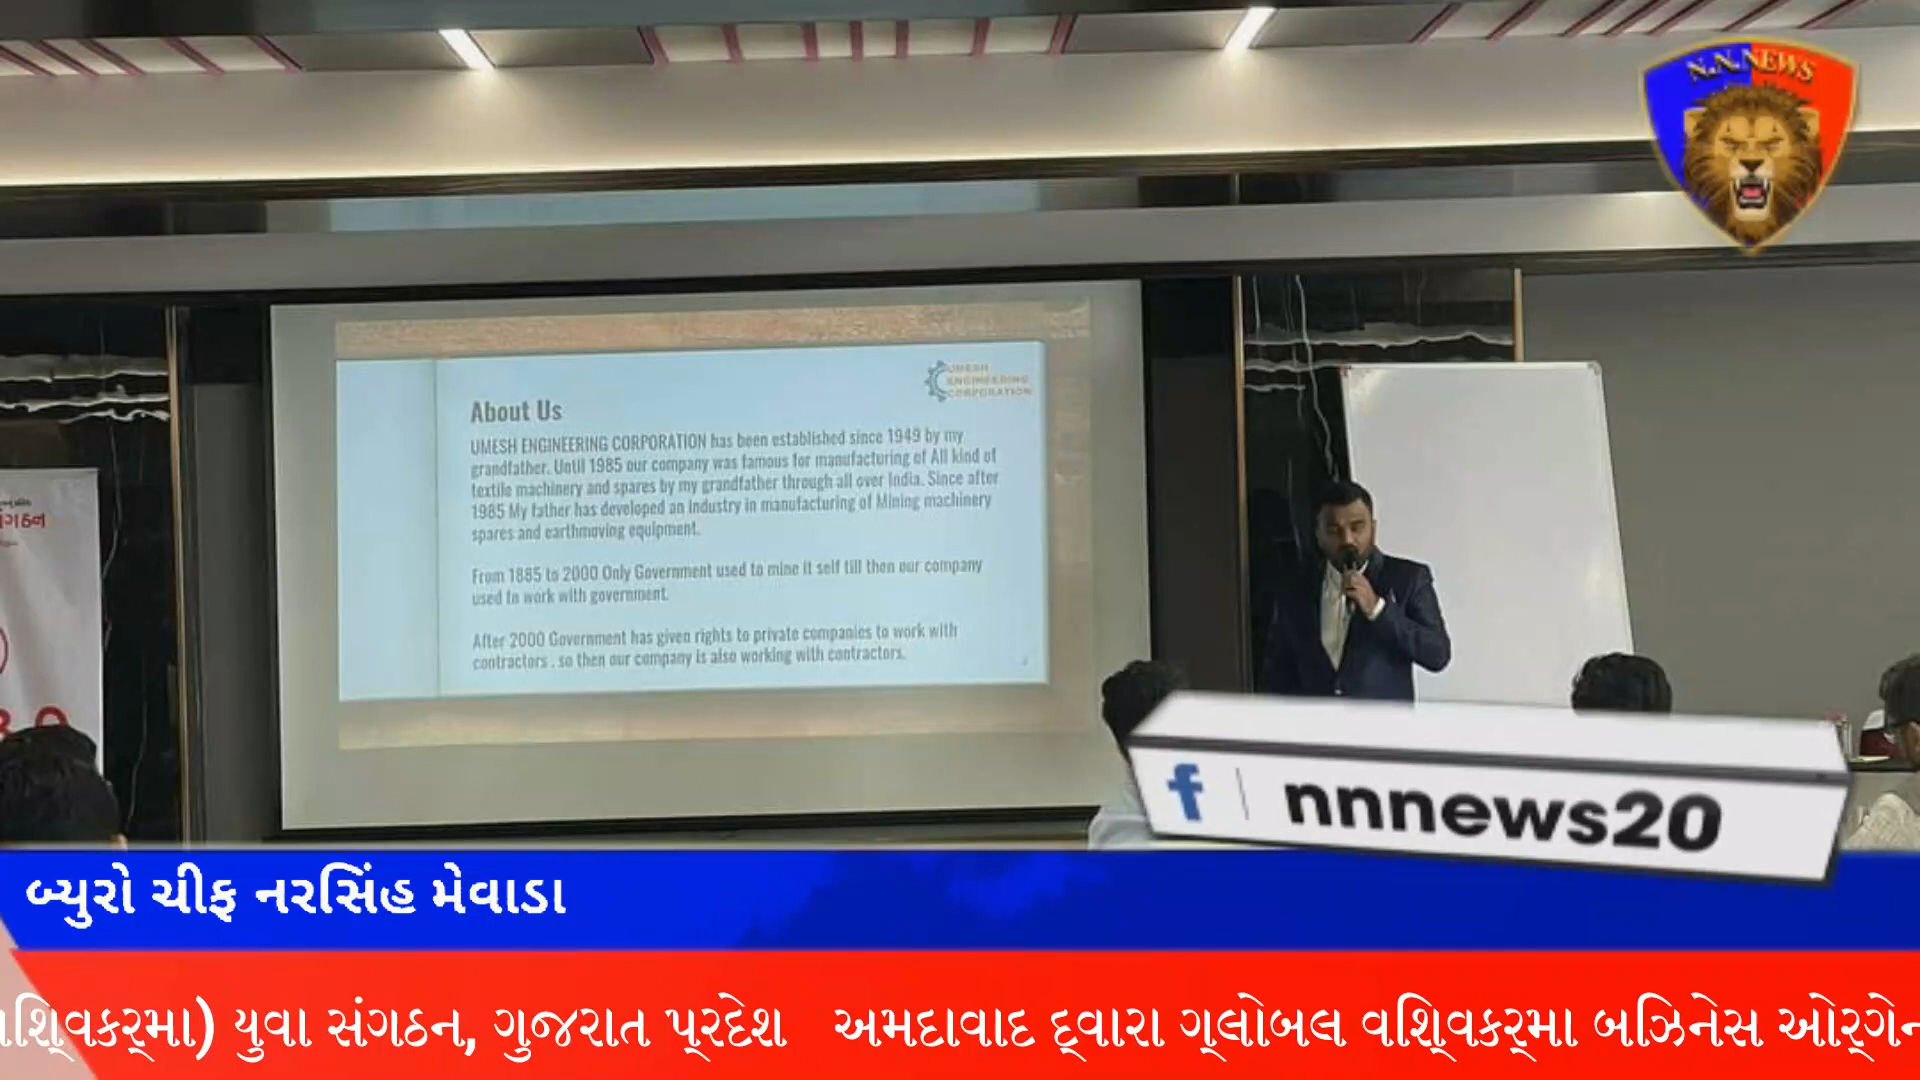 N.N.NEWS
UMESH
ENGINEERING
CORPORATION
About Us
UMESH ENGINEERING CORPORATION has been established since 1949 by my
grandfather. Until 1985 our company was famous for manufacturing of All kind of
textile machinery and spares by my grandfather through all over India. Since after
1985 My father has developed an industry in manufacturing of Mining machinery
spares and earthmoving equipment.
From 1885 to 2000 Only Government used to mine it self till then our company
used to work with government.
After 2000 Government has given rights to private companies to work with
contractors . so then our company is also working with contractors.
f | nnnews20
બ્યુરો ચીફ નરસિંહ મેવાડા
યુવા સંગઠન, ગુજરાત પ્રદેશ અમદાવાદ દ્વારા ગ્લોબલ વશ્વિકર્મા બઝિનેસ